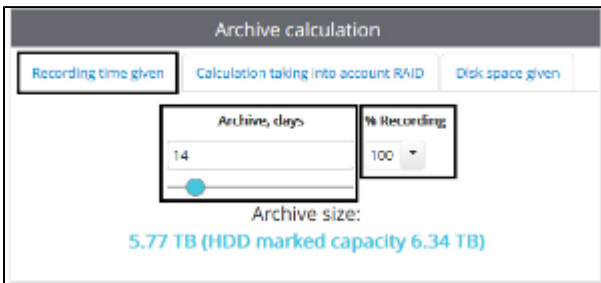 Archive calculation
Recording time given Calculation taking into account RAID Disk space given
Archive, days % Recording
14 100
Archive size:
5.77 TB (HDD marked capacity 6.34 TB)